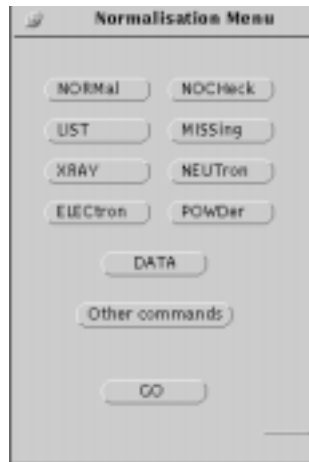 Normalisation Menu
NORMal NOCHeck
LIST MISSing
XRAY NEUTron
ELECtron POWDer
DATA
Other commands
GO